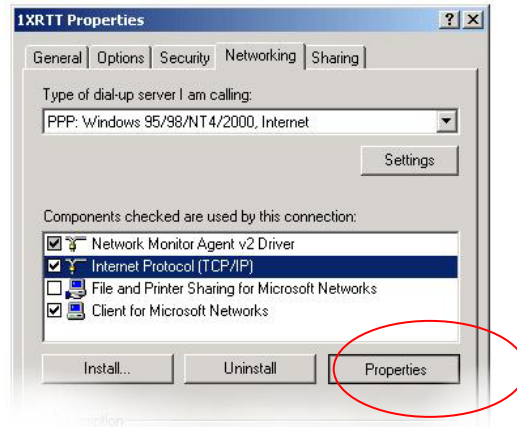 1XRTT Properties
General Options Security Networking Sharing
Type of dial-up server I am calling:
PPP: Windows 95/98/NT4/2000, Internet
Settings
Components checked are used by this connection:
Network Monitor Agent v2 Driver
Internet Protocol (TCP/IP)
File and Printer Sharing for Microsoft Networks
Client for Microsoft Networks
Install... Uninstall Properties